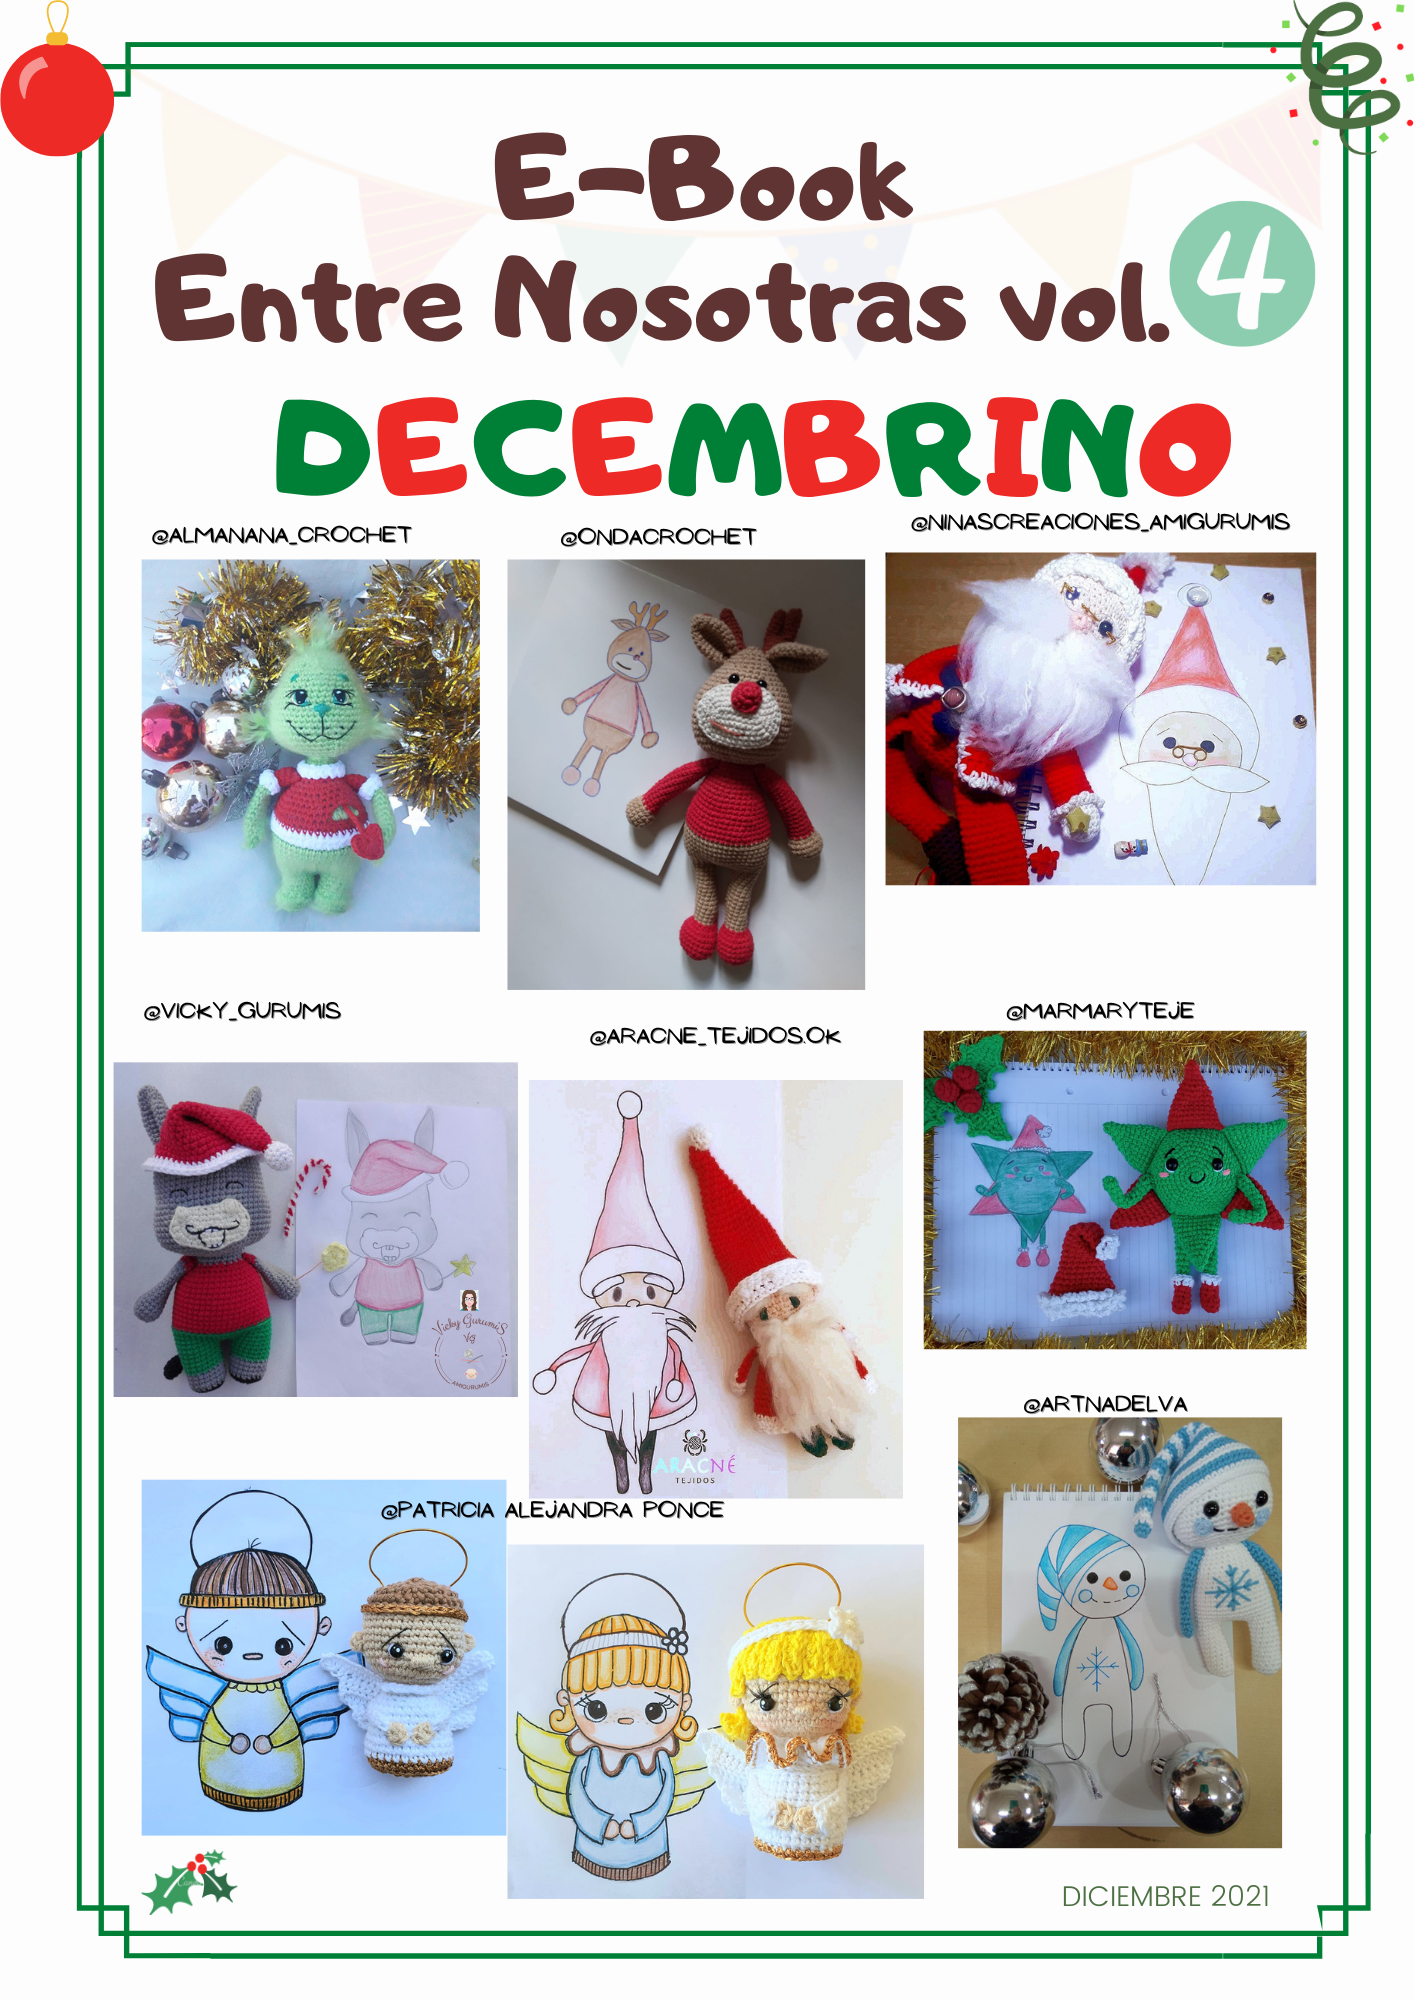 E-Book
Entre Nosotras vol. 4
DECEMBRINO
@ALMANANA_CROCHET
@ONDACROCHET
@NINASCREACIONES_AMIGURUMIS
@VICKY_GURUMIS
@ARACNE_TEJIDOS.OK
@MARMARYTEJE
Vicky GurumiS
VG
AMIGURUMIS
ARACNÉ
TEJIDOS
@ARTNADELVA
@PATRICIA ALEJANDRA PONCE
DICIEMBRE 2021